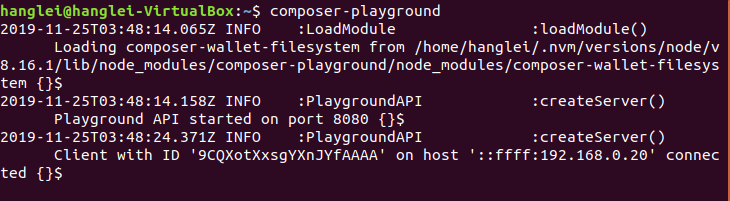 hanglei@hanglei-VirtualBox:~$ composer-playground
2019-11-25T03:48:14.065Z INFO    :LoadModule               :loadModule()
Loading composer-wallet-filesystem from /home/hanglei/.nvm/versions/node/v
8.16.1/lib/node_modules/composer-playground/node_modules/composer-wallet-filesys
tem {}$
2019-11-25T03:48:14.158Z INFO    :PlaygroundAPI            :createServer()
Playground API started on port 8080 {}$
2019-11-25T03:48:24.371Z INFO    :PlaygroundAPI            :createServer()
Client with ID '9CQXotXxsgYXnJYfAAAA' on host '::ffff:192.168.0.20' connec
ted {}$